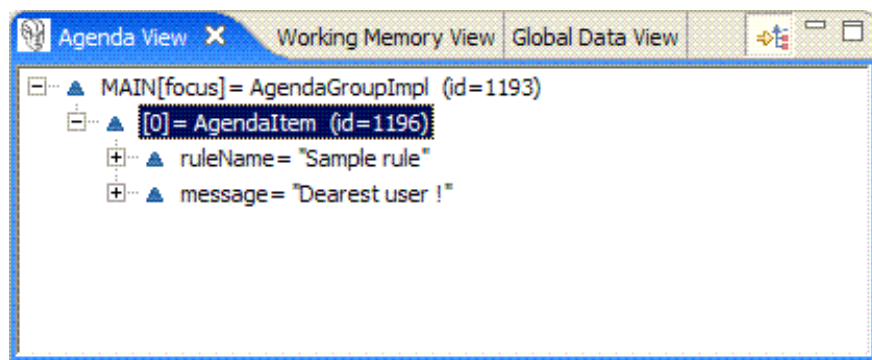 Agenda View Working Memory View Global Data View
MAIN[focus]= AgendaGroupImpl (id=1193)
[0]= AgendaItem (id=1196)
ruleName= "Sample rule"
message= "Dearest user !"